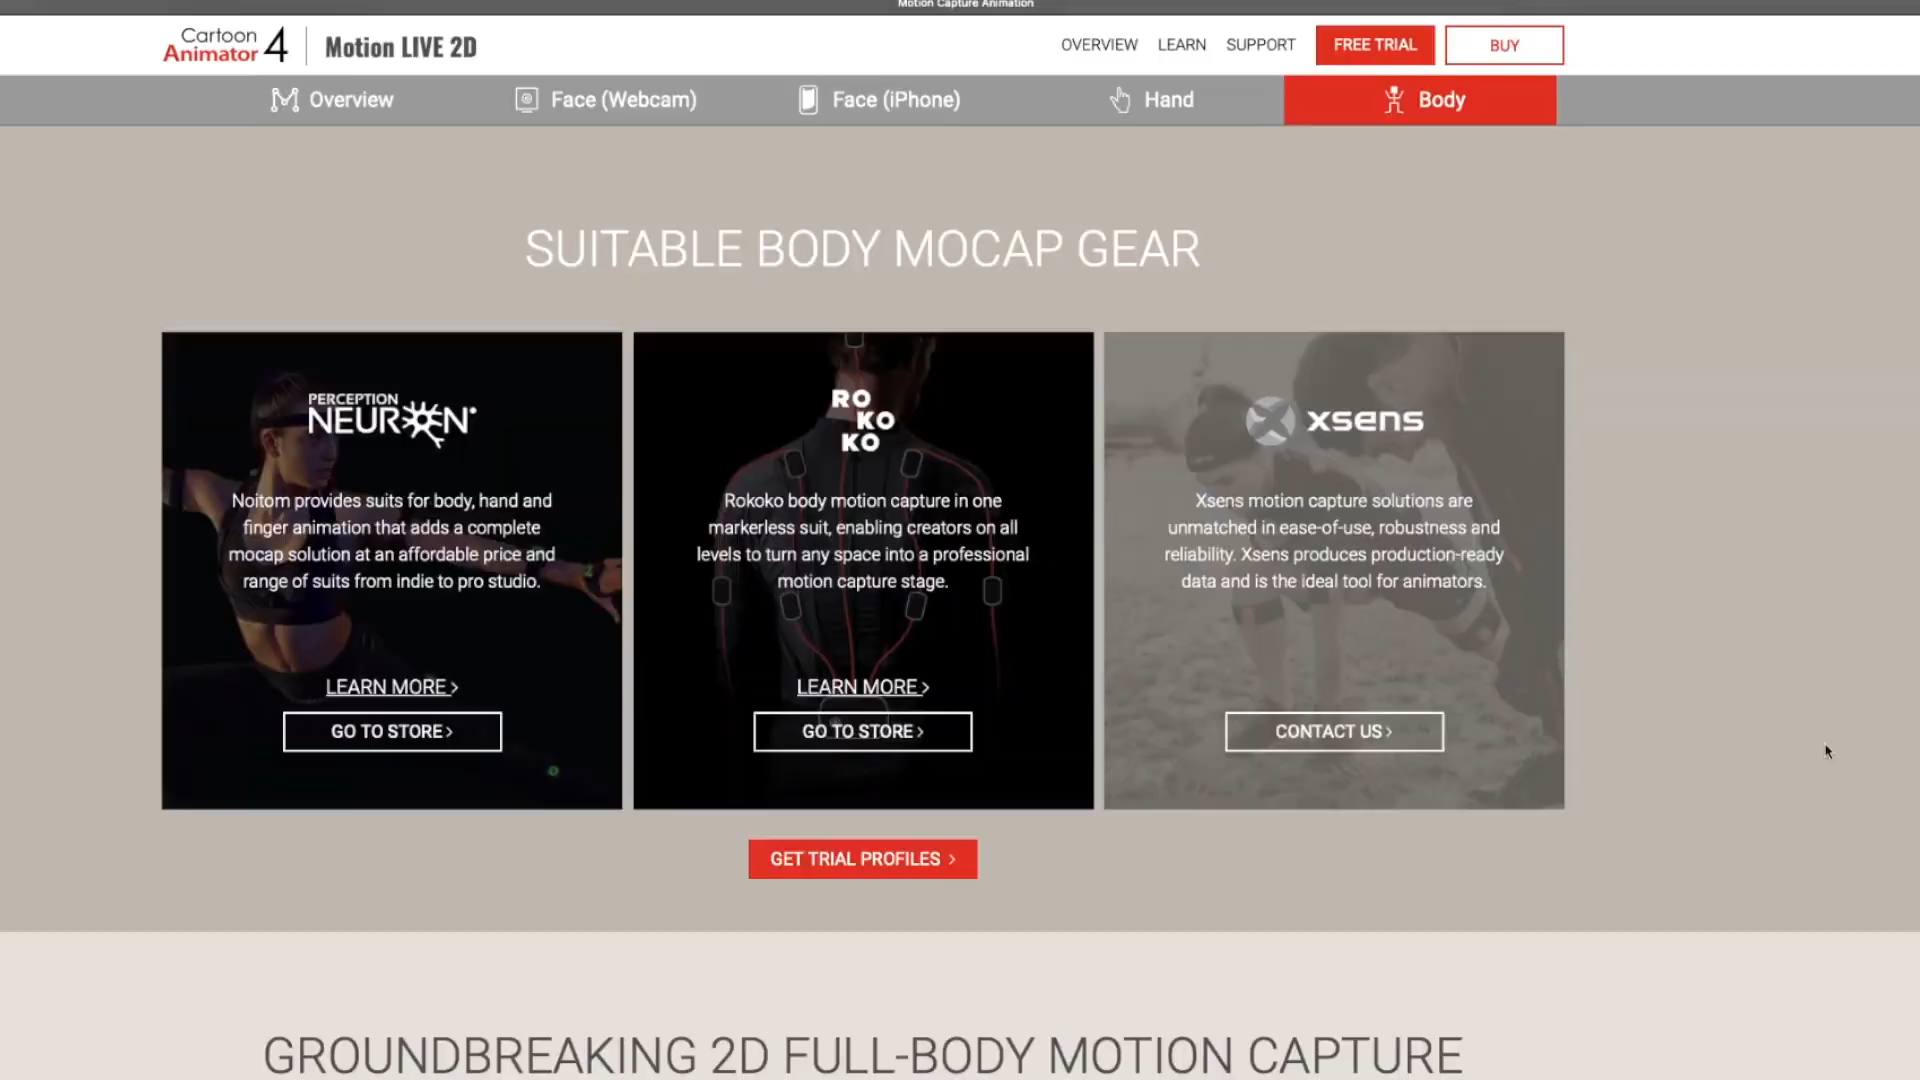 Motion Capture Animation
Cartoon
Animator 4
Motion LIVE 2D
OVERVIEW LEARN SUPPORT FREE TRIAL BUY
Overview Face (Webcam) Face (iPhone) Hand Body
SUITABLE BODY MOCAP GEAR
PERCEPTION
NEURON
Noitom provides suits for body, hand and
finger animation that adds a complete
mocap solution at an affordable price and
range of suits from indie to pro studio.
LEARN MORE >
GO TO STORE >
RO
KO
KO
Rokoko body motion capture in one
markerless suit, enabling creators on all
levels to turn any space into a professional
motion capture stage.
LEARN MORE >
GO TO STORE >
xsens
Xsens motion capture solutions are
unmatched in ease-of-use, robustness and
reliability. Xsens produces production-ready
data and is the ideal tool for animators.
CONTACT US >
GET TRIAL PROFILES >
GROUNDBREAKING 2D FULL-BODY MOTION CAPTURE